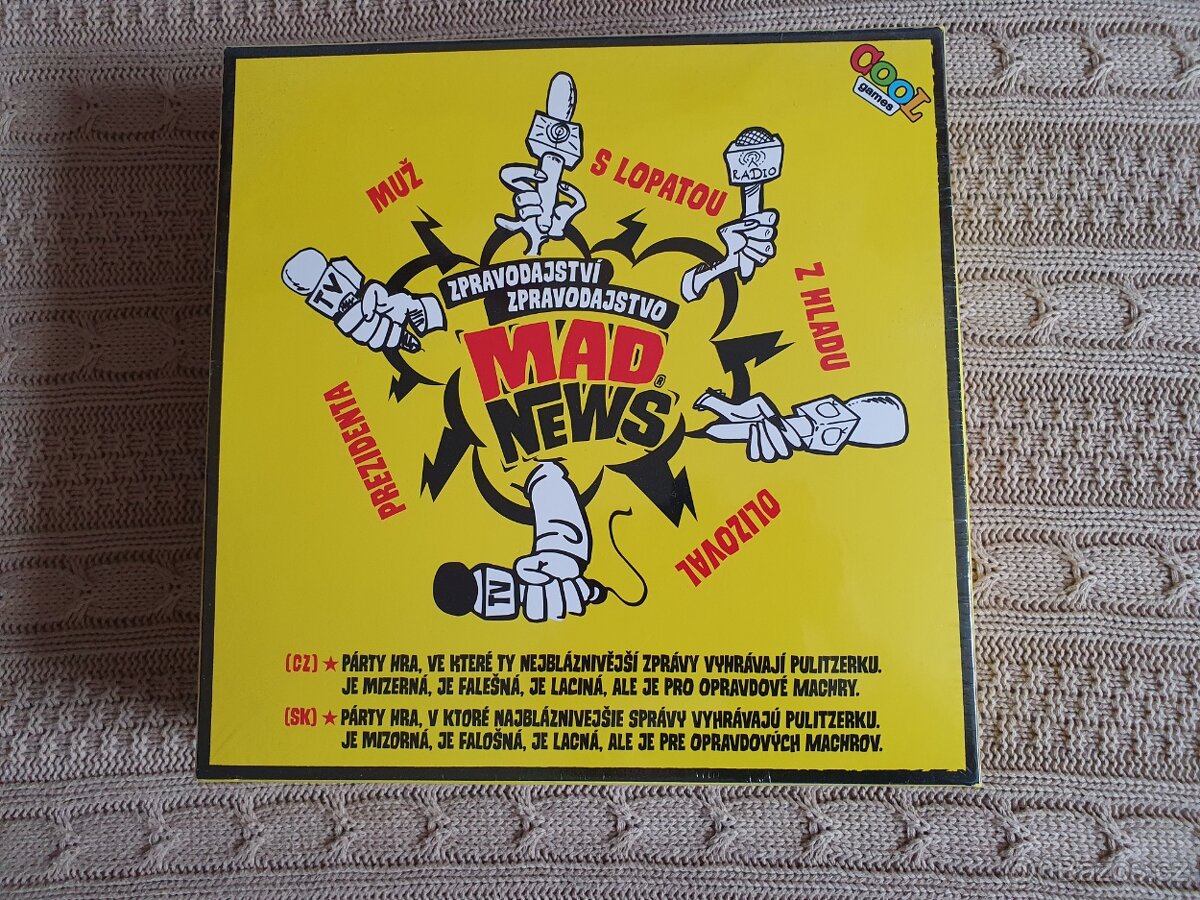 COOL
games
MUŽ
S LOPATOU
RADIO
TV
ZPRAVODAJSTVÍ
ZPRAVODAJSTVO
Z HLADU
MAD
NEWS
PREZIDENTA
OLIZOVAL
TV
(CZ) ★ PÁRTY HRA, VE KTERÉ TY NEJBLÁZNIVĚJŠÍ ZPRÁVY VYHRÁVAJÍ PULITZERKU.
JE MIZERNÁ, JE FALEŠNÁ, JE LACINÁ, ALE JE PRO OPRAVDOVÉ MACHRY.
(SK) ★ PÁRTY HRA, V KTORÉ NAJBLÁZNIVEJŠIE SPRÁVY VYHRÁVAJÚ PULITZERKU.
JE MIZORNÁ, JE FALOŠNÁ, JE LACNÁ, ALE JE PRE OPRAVDOVÝCH MACHROV.